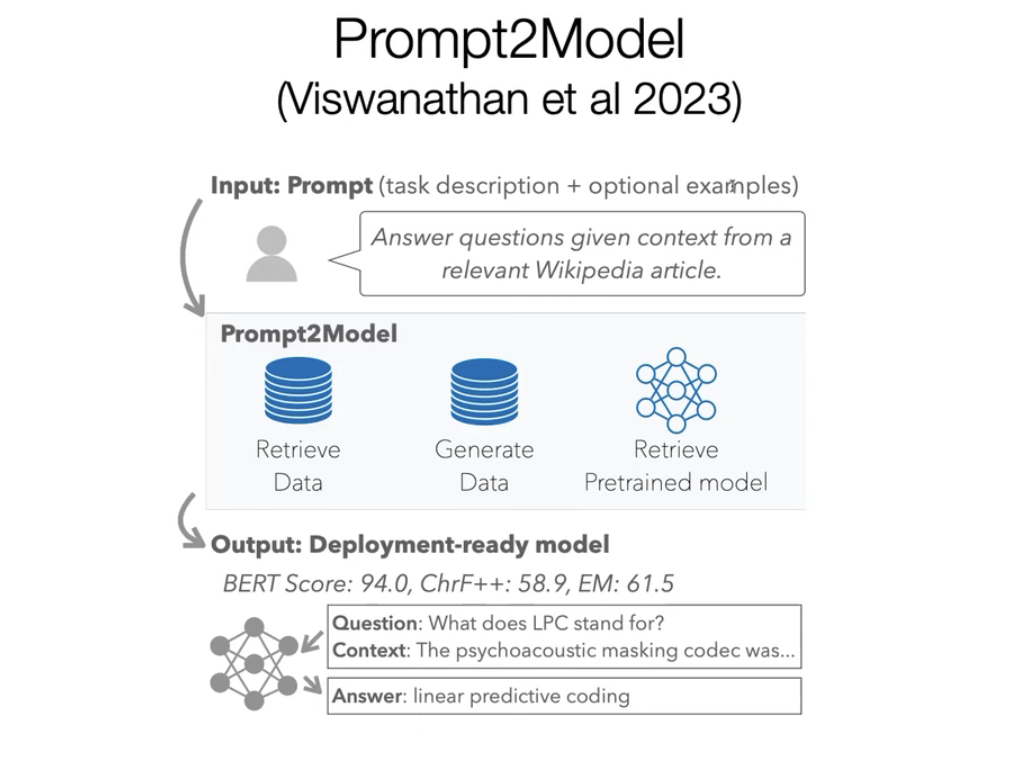 Prompt2Model
(Viswanathan et al 2023)
Input: Prompt (task description + optional examples)
Answer questions given context from a
relevant Wikipedia article.
Prompt2Model
Retrieve
Data
Generate
Data
Retrieve
Pretrained model
Output: Deployment-ready model
BERT Score: 94.0, ChrF++: 58.9, EM: 61.5
Question: What does LPC stand for?
Context: The psychoacoustic masking codec was...
Answer: linear predictive coding